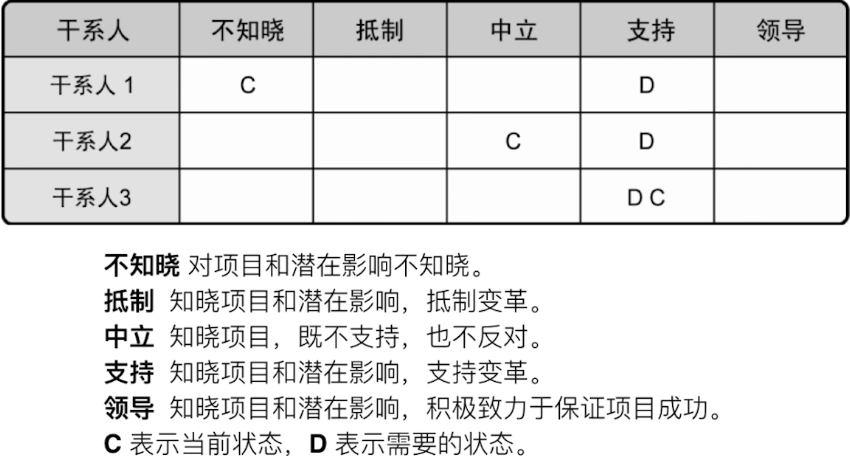 干系人 不知晓 抵制 中立 支持 领导
干系人 1 C D
干系人2 C D
干系人3 D C
不知晓 对项目和潜在影响不知晓。
抵制 知晓项目和潜在影响，抵制变革。
中立 知晓项目，既不支持，也不反对。
支持 知晓项目和潜在影响，支持变革。
领导 知晓项目和潜在影响，积极致力于保证项目成功。
C 表示当前状态，D 表示需要的状态。